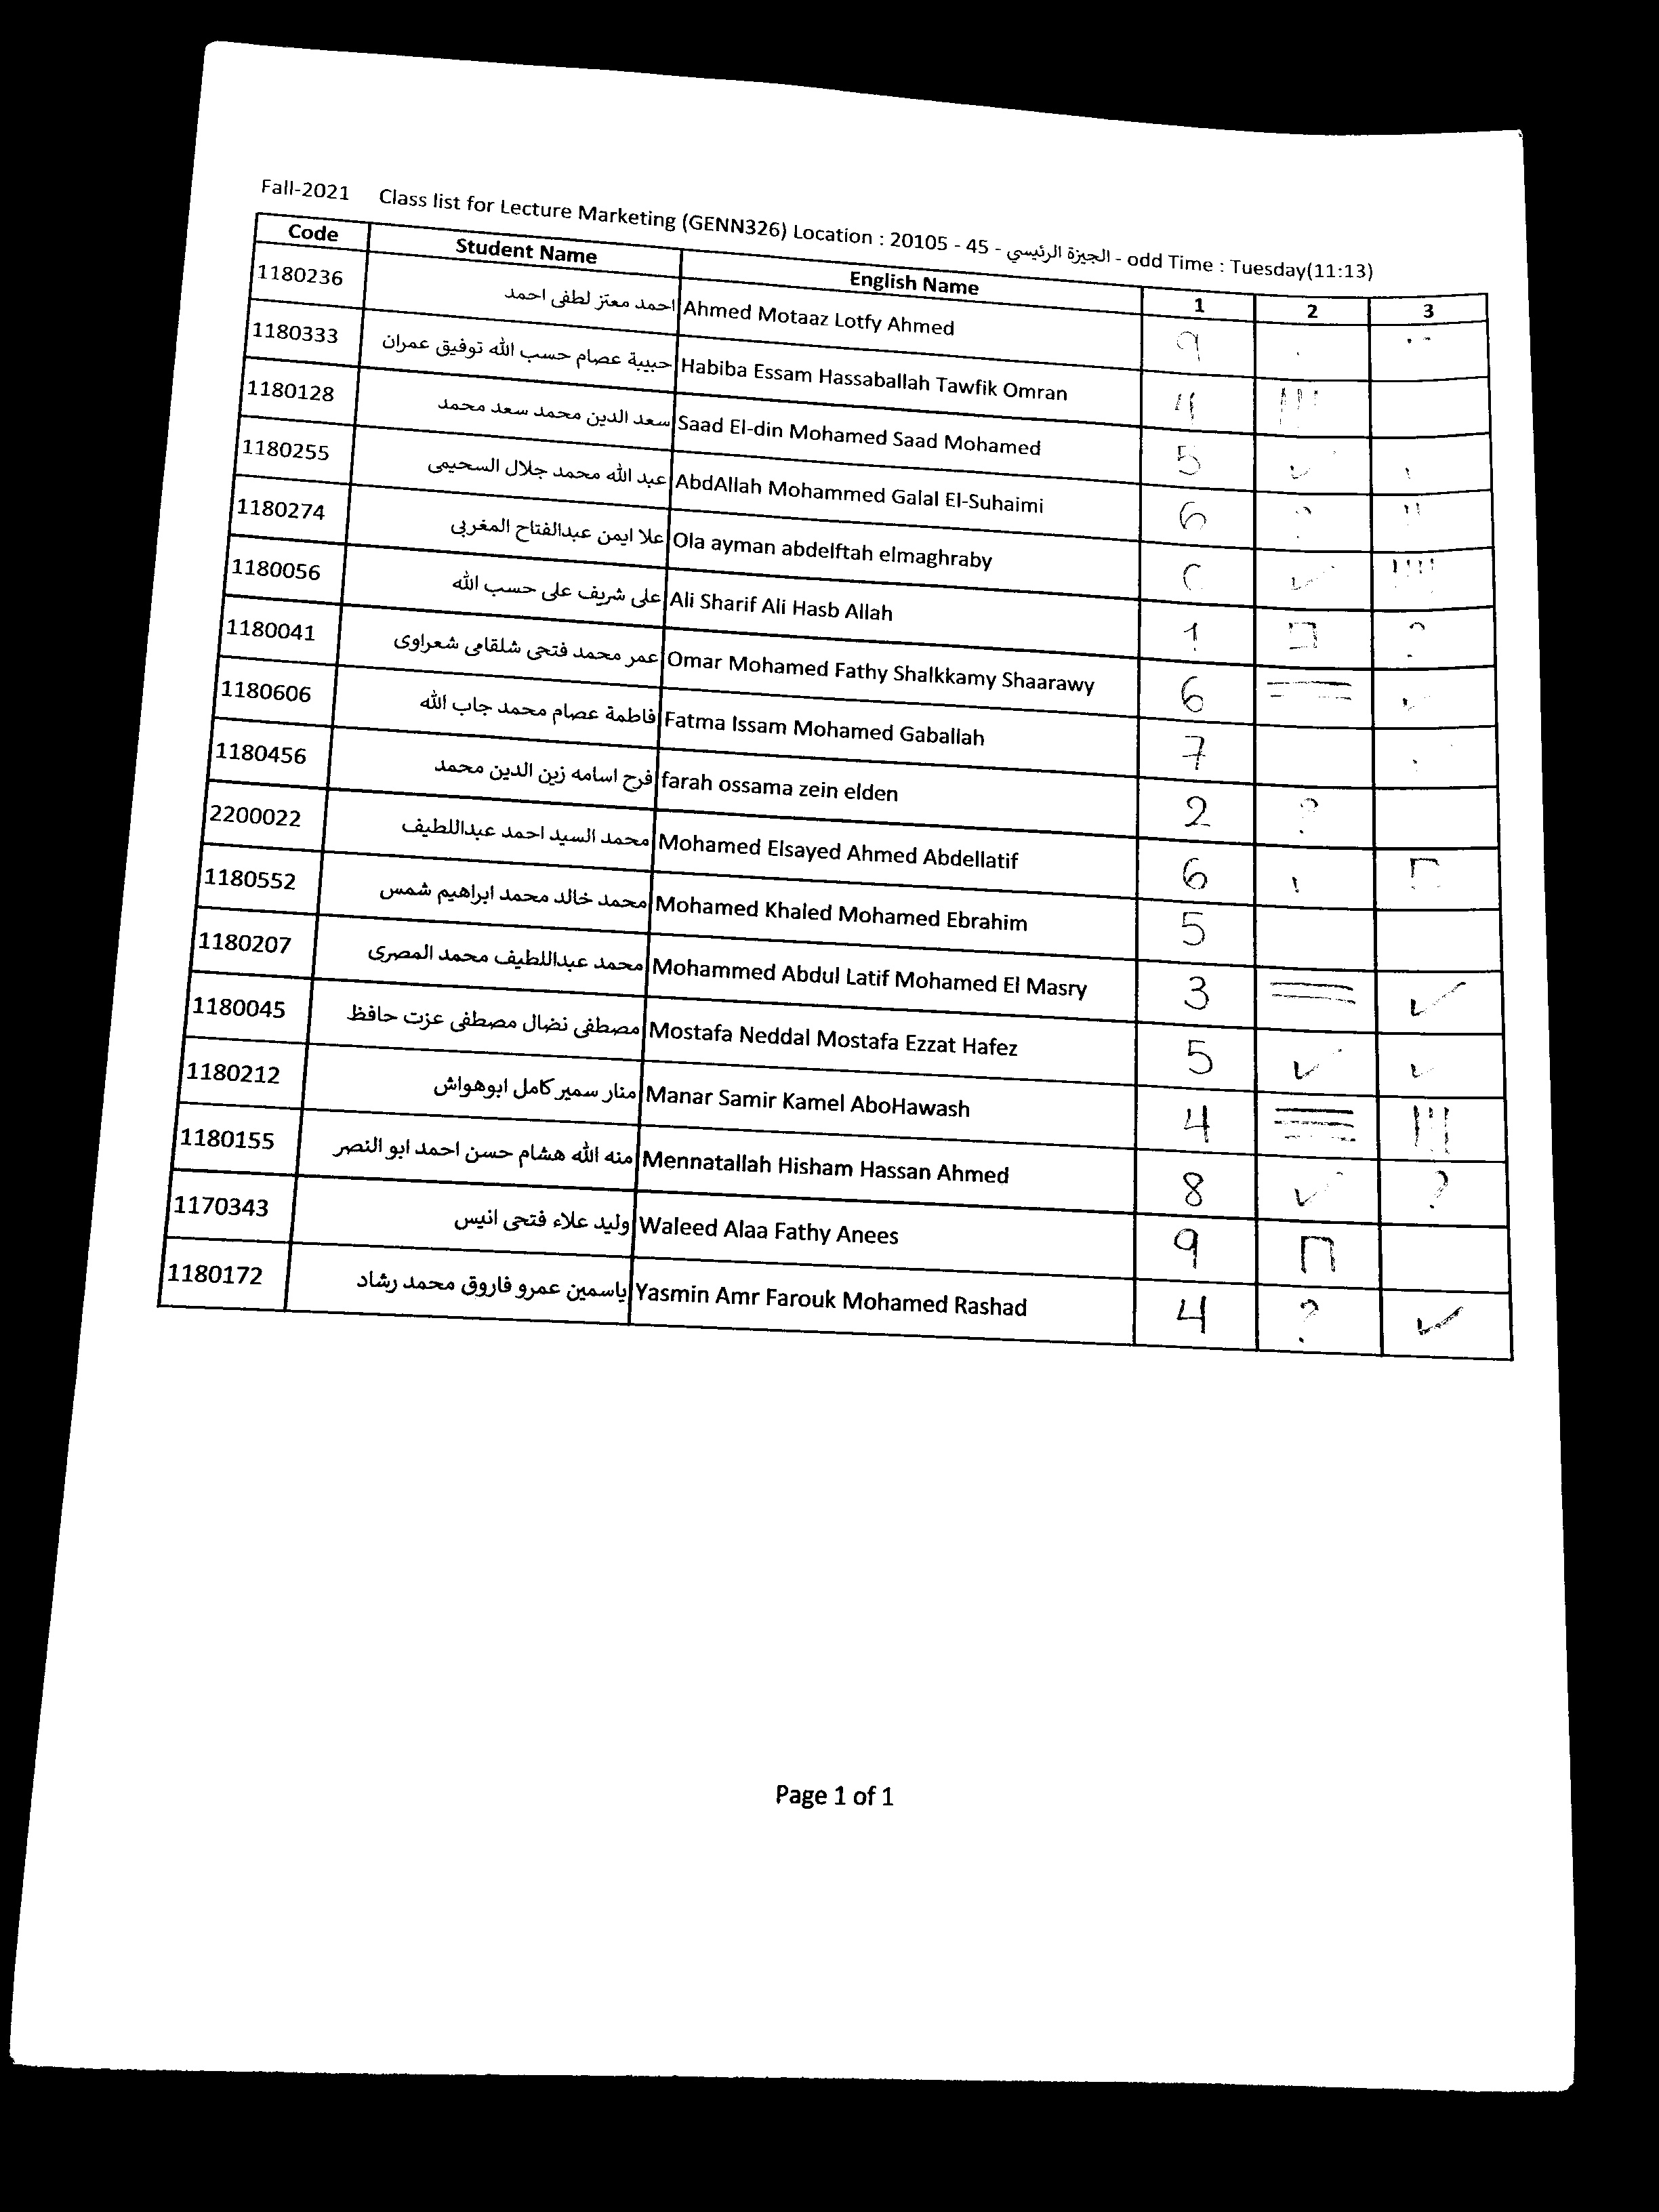 Fall-2021 Class list for Lecture Marketing (GENN326) Location : 20105 - 45 - الجيزة الرئيسي - odd Time : Tuesday(11:13)
Code Student Name English Name 1 2 3
1180236 احمد معتز لطفى احمد Ahmed Motaaz Lotfy Ahmed 9
1180333 حبيبة عصام حسب الله توفيق عمران Habiba Essam Hassaballah Tawfik Omran 4 |||
1180128 سعد الدين محمد سعد محمد Saad El-din Mohamed Saad Mohamed 5 ✓
1180255 عبد الله محمد جلال السحيمى AbdAllah Mohammed Galal El-Suhaimi 6 ? ||
1180274 علا ايمن عبدالفتاح المغربى Ola ayman abdelftah elmaghraby ✓ ||||
1180056 على شريف على حسب الله Ali Sharif Ali Hasb Allah 1 ?
1180041 عمر محمد فتحى شلقامى شعراوى Omar Mohamed Fathy Shalkkamy Shaarawy 6 ✓
1180606 فاطمة عصام محمد جاب الله Fatma Issam Mohamed Gaballah 7
1180456 فرح اسامه زين الدين محمد farah ossama zein elden 2 ?
2200022 محمد السيد احمد عبداللطيف Mohamed Elsayed Ahmed Abdellatif 6
1180552 محمد خالد محمد ابراهيم شمس Mohamed Khaled Mohamed Ebrahim 5
1180207 محمد عبداللطيف محمد المصرى Mohammed Abdul Latif Mohamed El Masry 3 ✓
1180045 مصطفى نضال مصطفى عزت حافظ Mostafa Neddal Mostafa Ezzat Hafez 5 ✓ ✓
1180212 منار سمير كامل ابوهواش Manar Samir Kamel AboHawash 4 |||
1180155 منه الله هشام حسن احمد ابو النصر Mennatallah Hisham Hassan Ahmed 8 ✓ ?
1170343 وليد علاء فتحى انيس Waleed Alaa Fathy Anees 9
1180172 ياسمين عمرو فاروق محمد رشاد Yasmin Amr Farouk Mohamed Rashad 4 ? ✓
Page 1 of 1